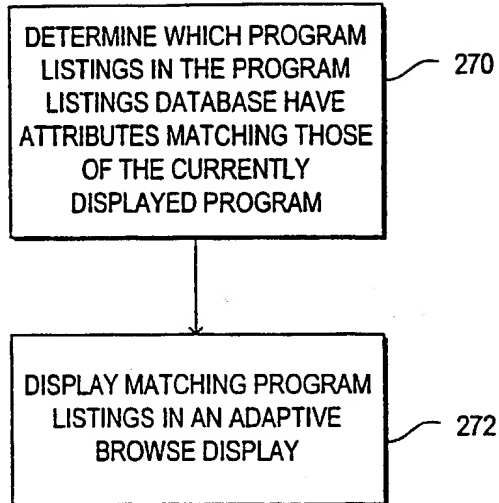 DETERMINE WHICH PROGRAM
LISTINGS IN THE PROGRAM
LISTINGS DATABASE HAVE
ATTRIBUTES MATCHING THOSE
OF THE CURRENTLY
DISPLAYED PROGRAM
270
DISPLAY MATCHING PROGRAM
LISTINGS IN AN ADAPTIVE
BROWSE DISPLAY
272